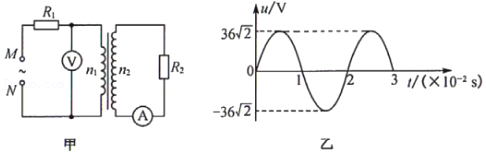 R₁
M
~
N
V
n₁
n₂
R₂
A
甲
u/V
36√2
0
1
2
3
t/(×10⁻² s)
-36√2
乙